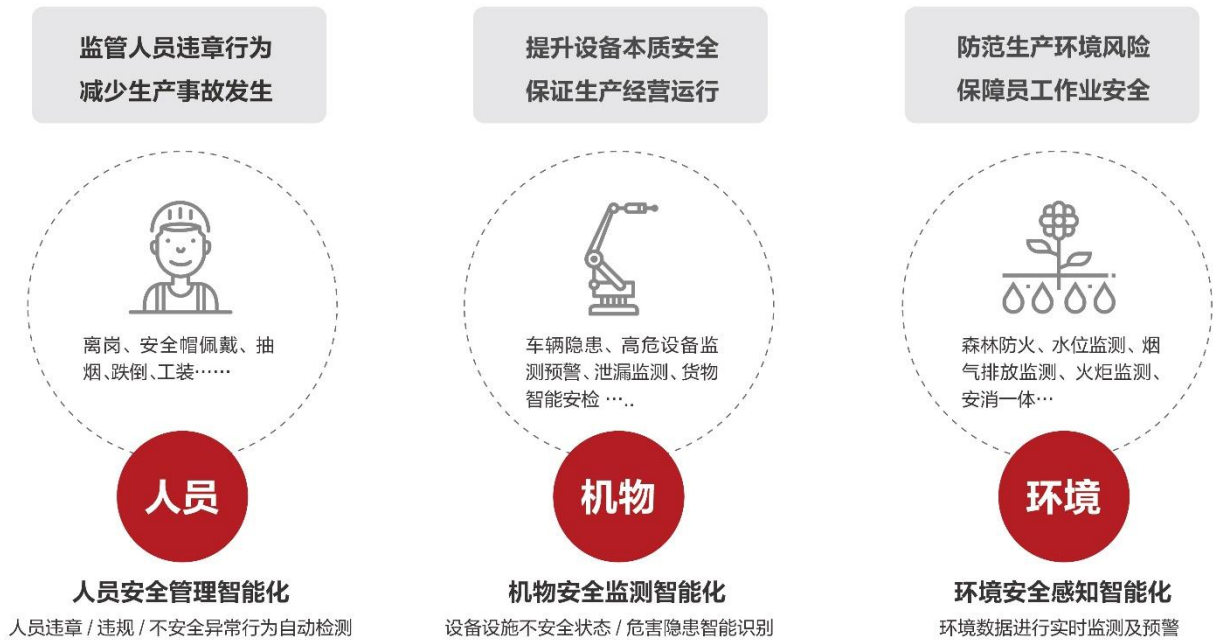 监管人员违章行为
减少生产事故发生
离岗、安全帽佩戴、抽
烟、跌倒、工装……
人员
人员安全管理智能化
人员违章 / 违规 / 不安全异常行为自动检测
提升设备本质安全
保证生产经营运行
车辆隐患、高危设备监
测预警、泄漏监测、货物
智能安检 …..
机物
机物安全监测智能化
设备设施不安全状态 / 危害隐患智能识别
防范生产环境风险
保障员工作业安全
森林防火、水位监测、烟
气排放监测、火炬监测、
安消一体…
环境
环境安全感知智能化
环境数据进行实时监测及预警